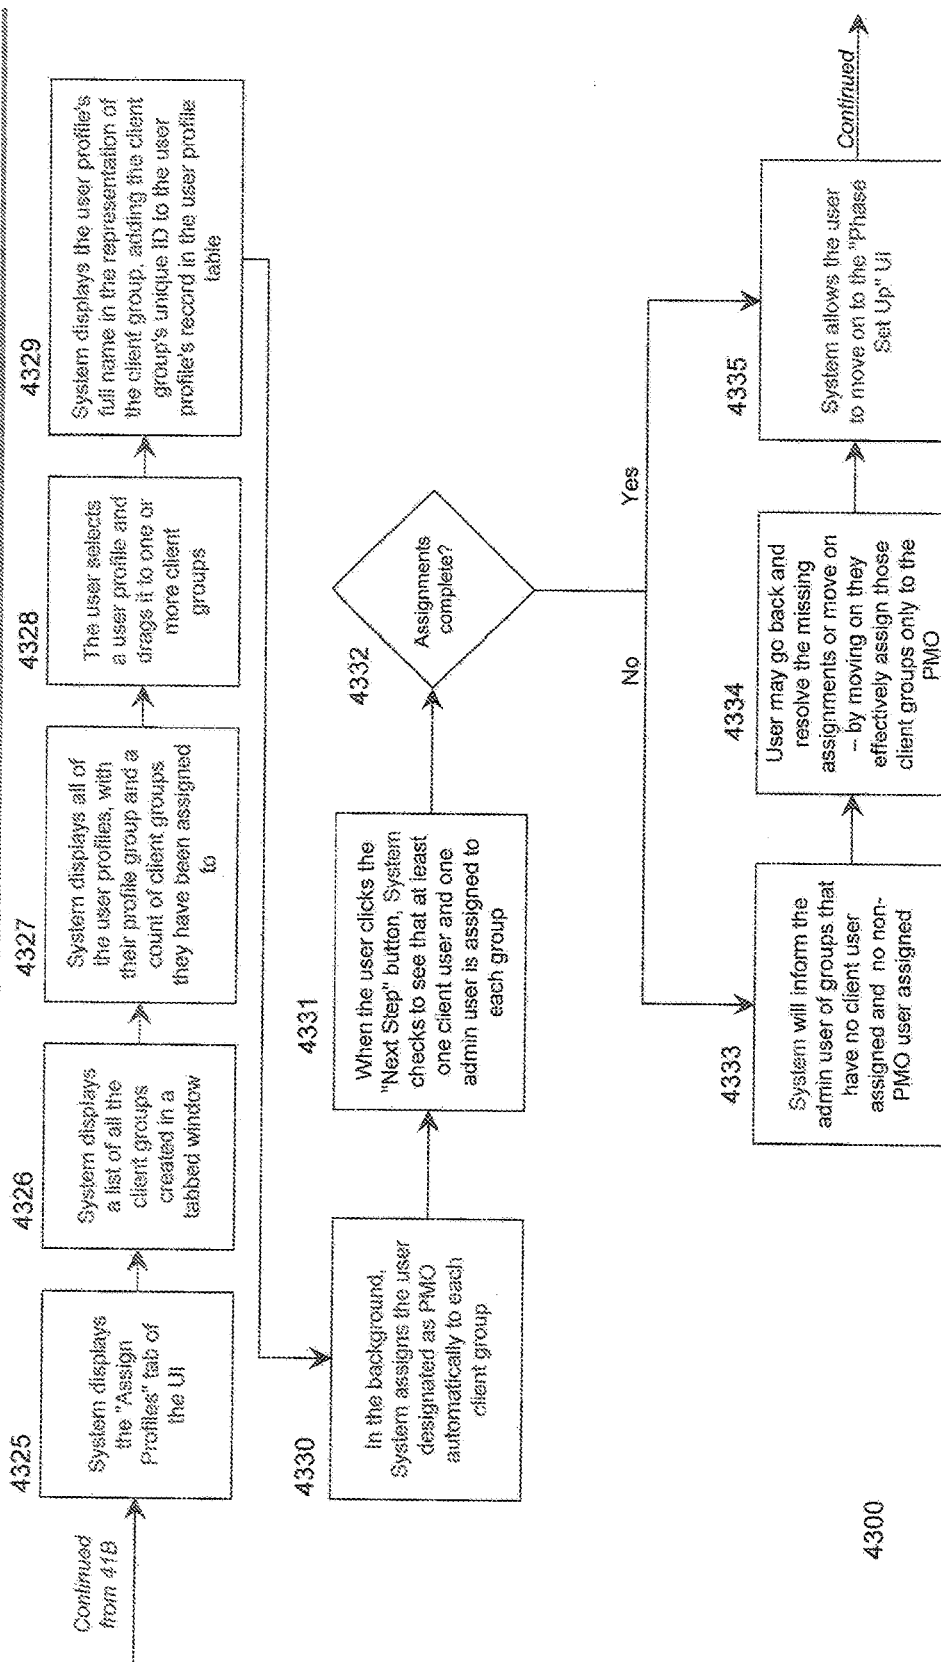 Continued
from 41B
4325
System displays
the "Assign
Profiles" tab of
the UI
4326
System displays
a list of all the
client groups
created in a
tabbed window
4327
System displays all of
the user profiles, with
their profile group and a
count of client groups
they have been assigned
to
4328
The user selects
a user profile and
drags it to one or
more client
groups
4329
System displays the user profile's
full name in the representation of
the client group, adding the client
group's unique ID to the user
profile's record in the user profile
table
4330
In the background,
System assigns the user
designated as PMO
automatically to each
client group
4331
When the user clicks the
"Next Step" button, System
checks to see that at least
one client user and one
admin user is assigned to
each group
4332
Assignments
complete?
No
Yes
4333
System will inform the
admin user of groups that
have no client user
assigned and no non-
PMO user assigned
4334
User may go back and
resolve the missing
assignments or move on
-- by moving on they
effectively assign those
client groups only to the
PMO
4335
System allows the user
to move on to the "Phase
Set Up" UI
Continued
4300